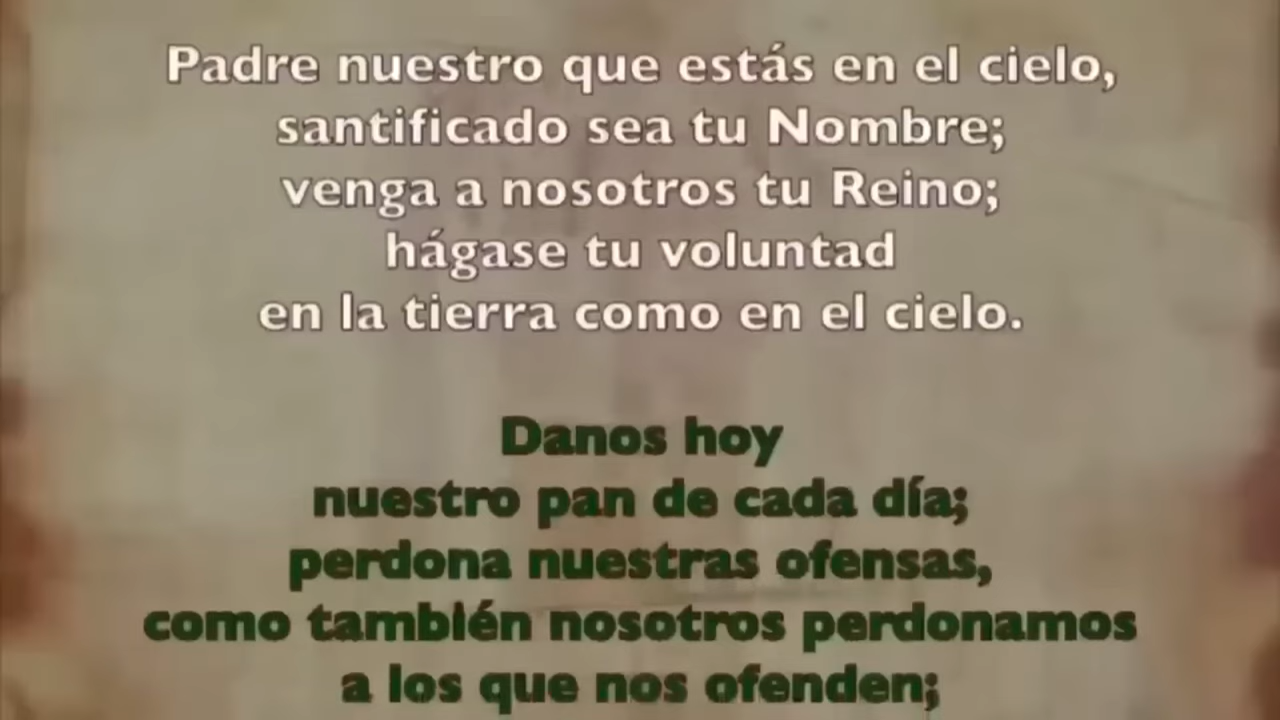 Padre nuestro que estás en el cielo,
santificado sea tu Nombre;
venga a nosotros tu Reino;
hágase tu voluntad
en la tierra como en el cielo.
Danos hoy
nuestro pan de cada día;
perdona nuestras ofensas,
como también nosotros perdonamos
a los que nos ofenden;